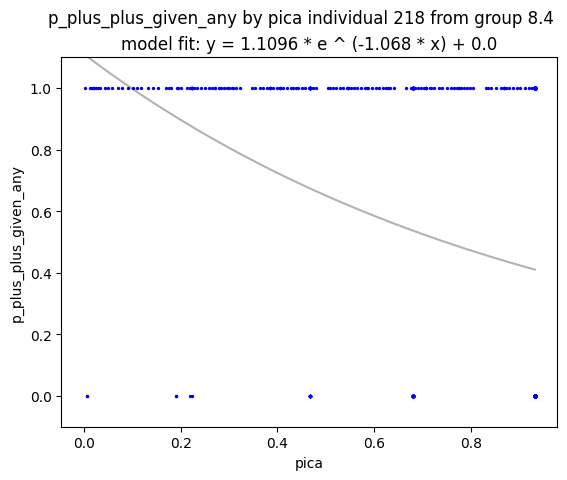 p_plus_plus_given_any by pica individual 218 from group 8.4
model fit: y = 1.1096 * e ^ (-1.068 * x) + 0.0
1.0
0.8
0.6
0.4
0.2
0.0
p_plus_plus_given_any
0.0 0.2 0.4 0.6 0.8
pica